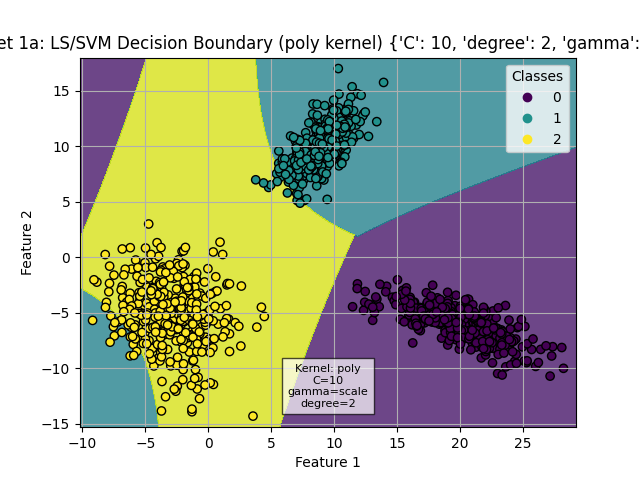 et 1a: LS/SVM Decision Boundary (poly kernel) {'C': 10, 'degree': 2, 'gamma':
Classes
0
1
2
15
10
5
0
−5
−10
−15
Feature 2
Kernel: poly
C=10
gamma=scale
degree=2
−10
−5
0
5
10
15
20
25
Feature 1